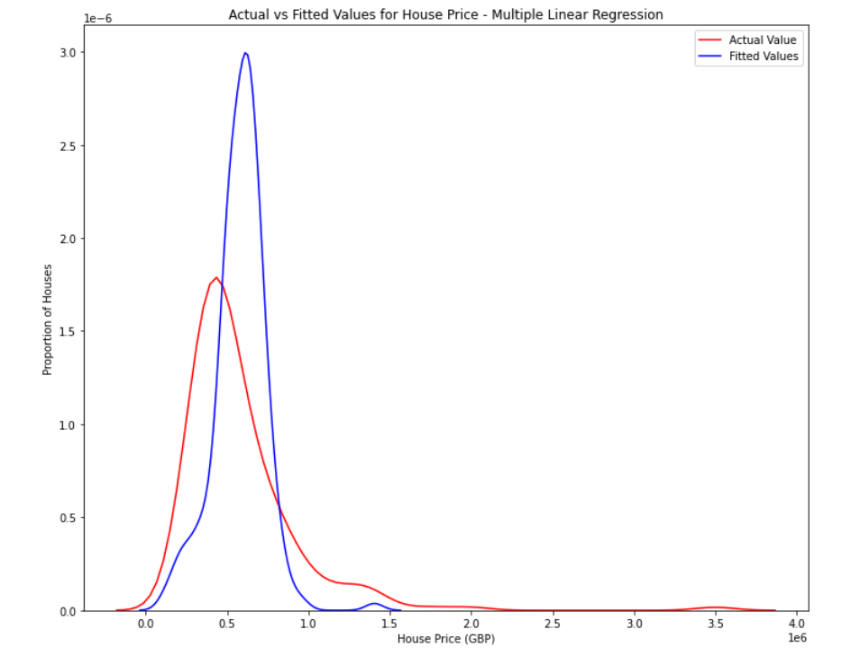 Actual vs Fitted Values for House Price - Multiple Linear Regression
1e−6
Actual Value
Fitted Values
3.0
2.5
2.0
1.5
1.0
0.5
0.0
Proportion of Houses
0.0 0.5 1.0 1.5 2.0 2.5 3.0 3.5 4.0
1e6
House Price (GBP)